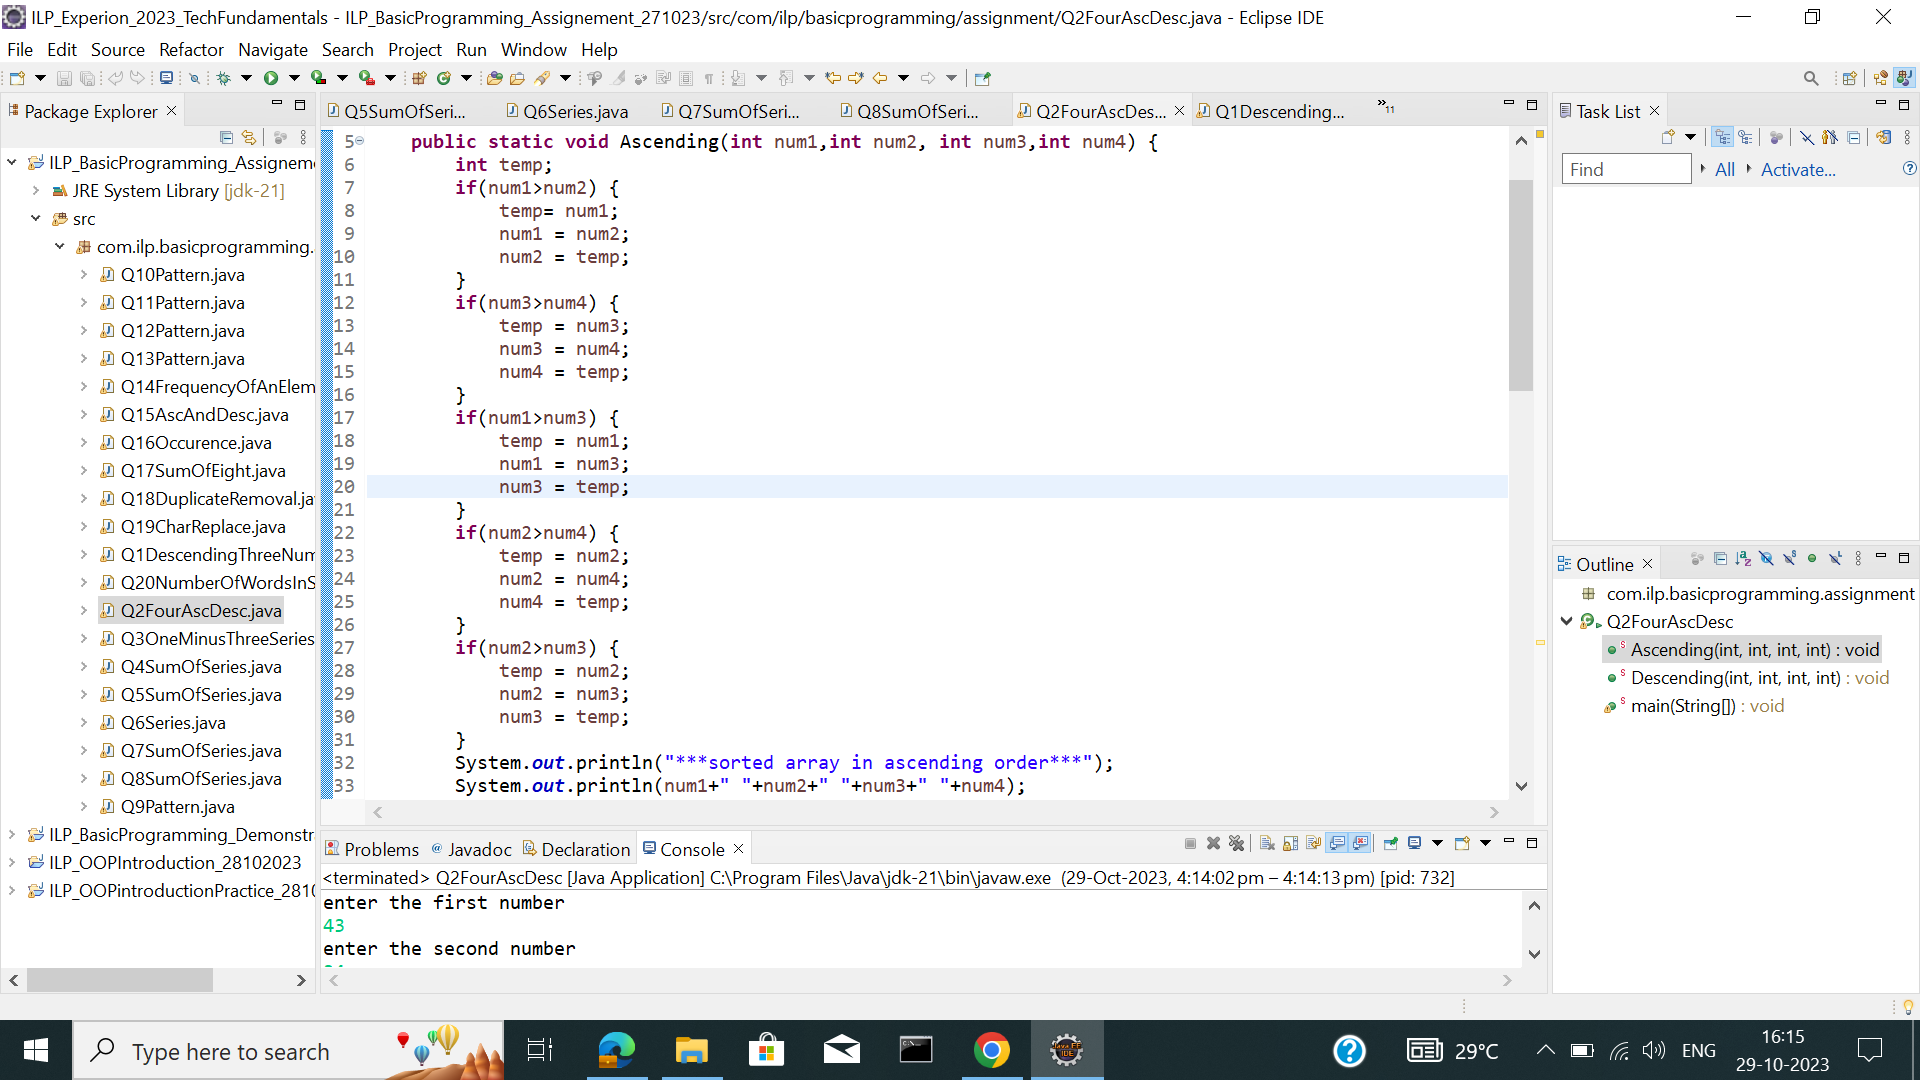 ILP_Experion_2023_TechFundamentals - ILP_BasicProgramming_Assignement_271023/src/com/ilp/basicprogramming/assignment/Q2FourAscDesc.java - Eclipse IDE
File Edit Source Refactor Navigate Search Project Run Window Help
Package Explorer
ILP_BasicProgramming_Assignem
JRE System Library [jdk-21]
src
com.ilp.basicprogramming.
Q10Pattern.java
Q11Pattern.java
Q12Pattern.java
Q13Pattern.java
Q14FrequencyOfAnElem
Q15AscAndDesc.java
Q16Occurence.java
Q17SumOfEight.java
Q18DuplicateRemoval.ja
Q19CharReplace.java
Q1DescendingThreeNum
Q20NumberOfWordsInS
Q2FourAscDesc.java
Q3OneMinusThreeSeries
Q4SumOfSeries.java
Q5SumOfSeries.java
Q6Series.java
Q7SumOfSeries.java
Q8SumOfSeries.java
Q9Pattern.java
ILP_BasicProgramming_Demonstr
ILP_OOPIntroduction_28102023
ILP_OOPintroductionPractice_2810
Q5SumOfSeri... Q6Series.java Q7SumOfSeri... Q8SumOfSeri... Q2FourAscDes... Q1Descending... »11
5 public static void Ascending(int num1,int num2, int num3,int num4) {
6 int temp;
7 if(num1>num2) {
8 temp= num1;
9 num1 = num2;
10 num2 = temp;
11 }
12 if(num3>num4) {
13 temp = num3;
14 num3 = num4;
15 num4 = temp;
16 }
17 if(num1>num3) {
18 temp = num1;
19 num1 = num3;
20 num3 = temp;
21 }
22 if(num2>num4) {
23 temp = num2;
24 num2 = num4;
25 num4 = temp;
26 }
27 if(num2>num3) {
28 temp = num2;
29 num2 = num3;
30 num3 = temp;
31 }
32 System.out.println("***sorted array in ascending order***");
33 System.out.println(num1+" "+num2+" "+num3+" "+num4);
Problems @ Javadoc Declaration Console
<terminated> Q2FourAscDesc [Java Application] C:\Program Files\Java\jdk-21\bin\javaw.exe (29-Oct-2023, 4:14:02 pm – 4:14:13 pm) [pid: 732]
enter the first number
43
enter the second number
Task List
Find All Activate...
Outline
com.ilp.basicprogramming.assignment
Q2FourAscDesc
Ascending(int, int, int, int) : void
Descending(int, int, int, int) : void
main(String[]) : void
Type here to search
29°C
ENG
16:15
29-10-2023